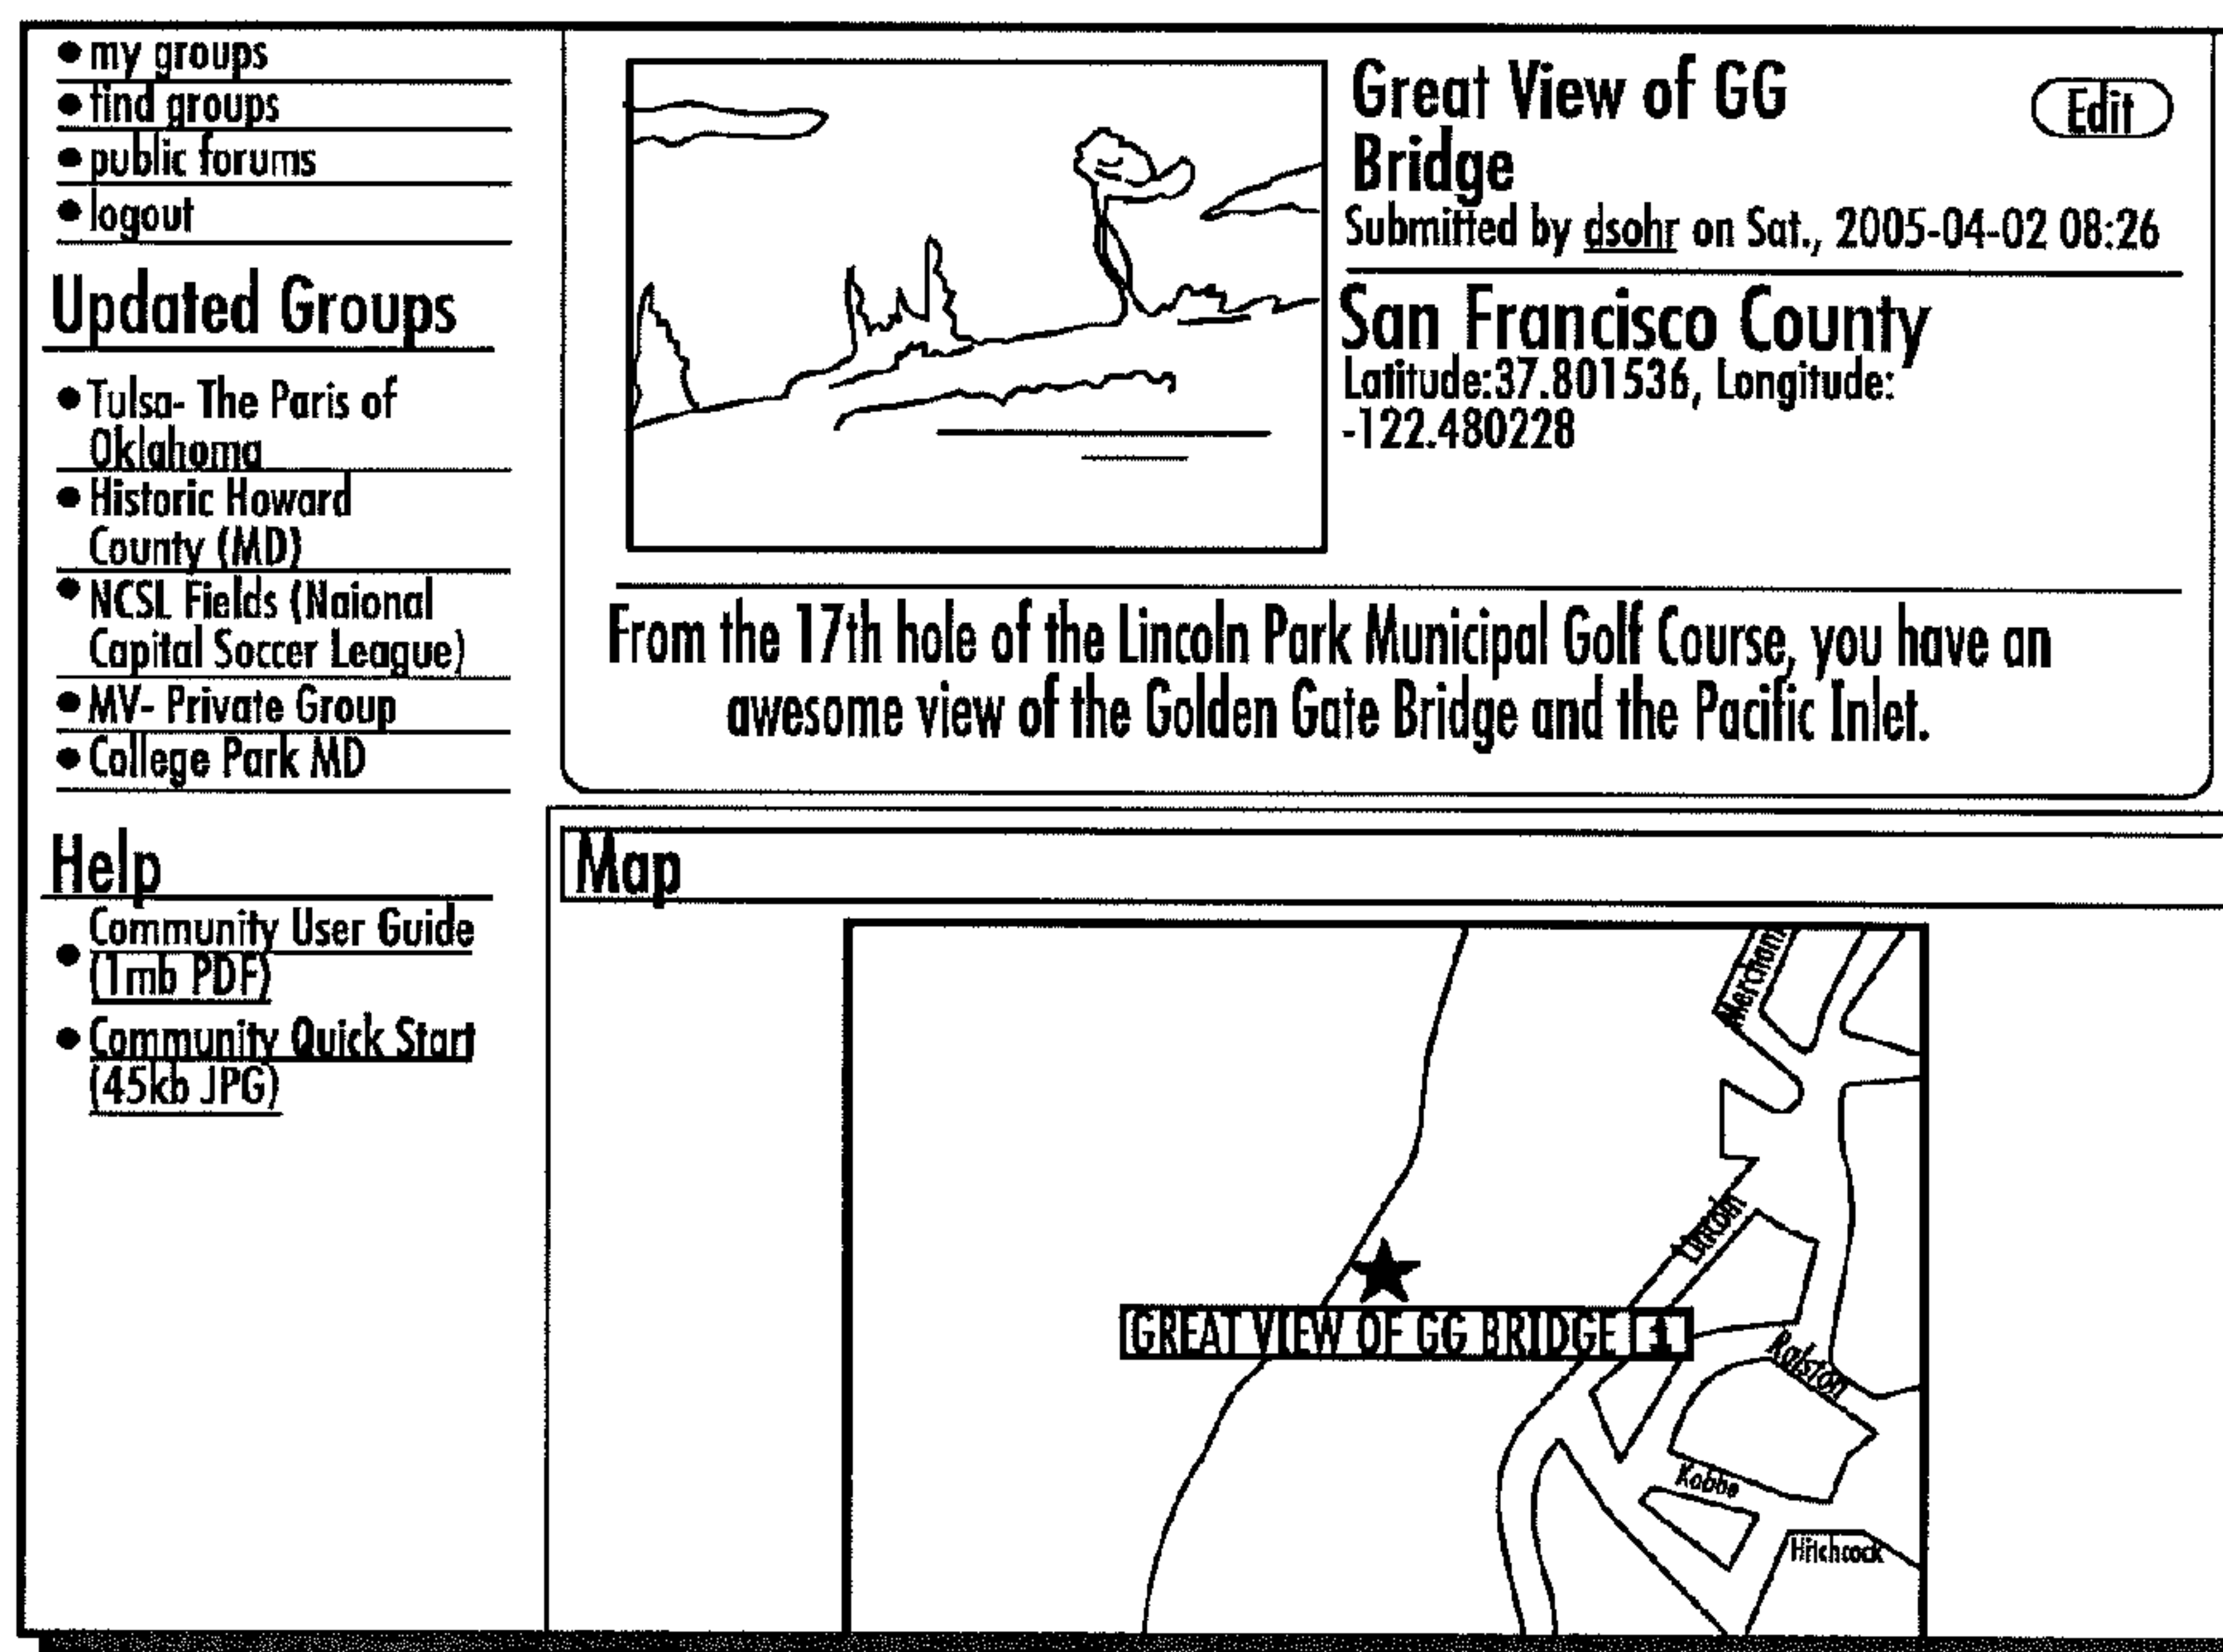 my groups
find groups
public forums
logout
Updated Groups
Tulsa- The Paris of
Oklahoma
Historic Howard
County (MD)
NCSL Fields (Naional
Capital Soccer League)
MV- Private Group
College Park MD
Help
Community User Guide
(1mb PDF)
Community Quick Start
(45kb JPG)
Great View of GG
Bridge
Edit
Submitted by dsohr on Sat., 2005-04-02 08:26
San Francisco County
Latitude:37.801536, Longitude:
-122.480228
From the 17th hole of the Lincoln Park Municipal Golf Course, you have an
awesome view of the Golden Gate Bridge and the Pacific Inlet.
Map
Merchant
Lincoln
GREAT VIEW OF GG BRIDGE 1
Ralston
Kobbe
Hitchcock